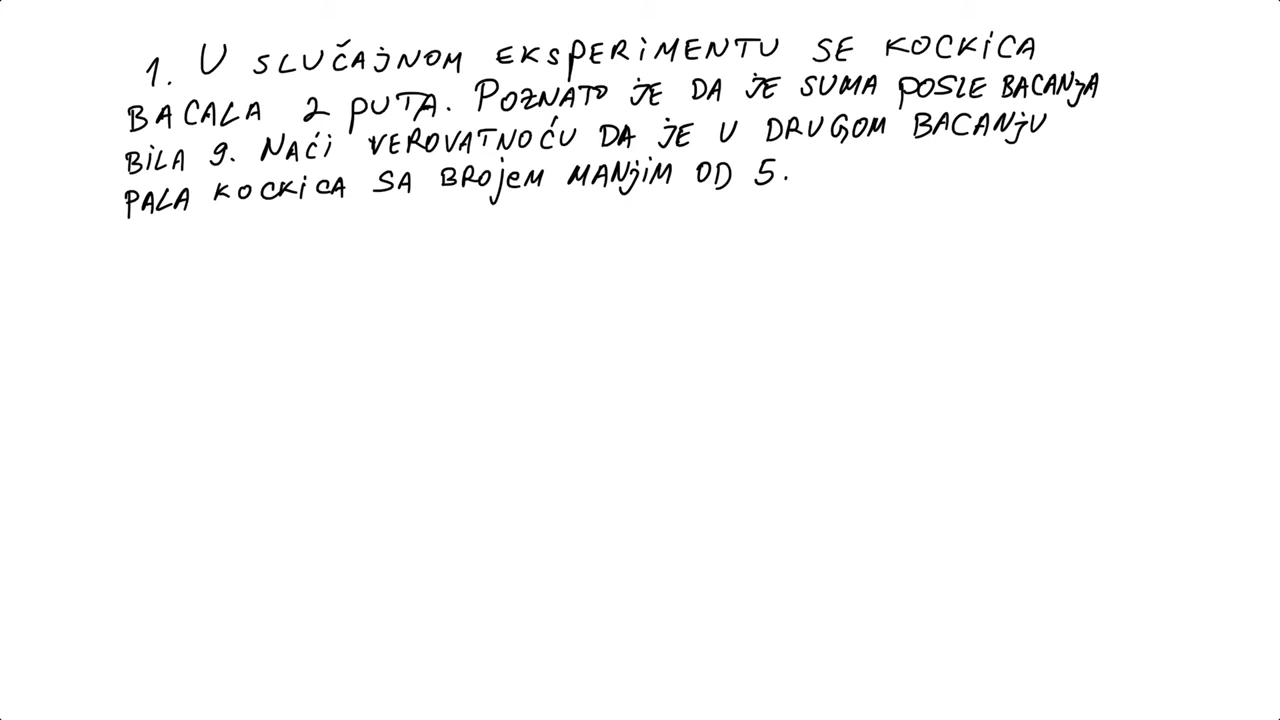 1. U SLUČAJNOM EKSPERIMENTU SE KOCKICA
BACALA 2 PUTA. POZNATO JE DA JE SUMA POSLE BACANJA
BILA 9. NAĆI VEROVATNOĆU DA JE U DRUGOM BACANJU
PALA KOCKICA SA BROJEM MANJIM OD 5.